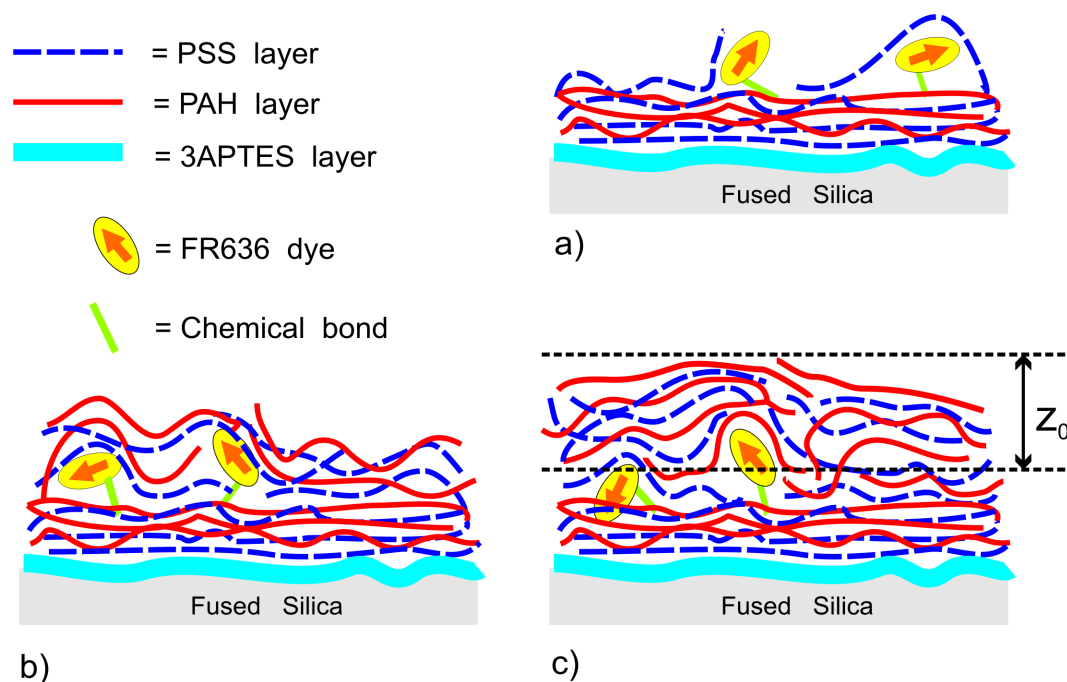 = PSS layer
= PAH layer
= 3APTES layer
= FR636 dye
= Chemical bond
Fused Silica
a)
Fused Silica
b)
Z0
Fused Silica
c)